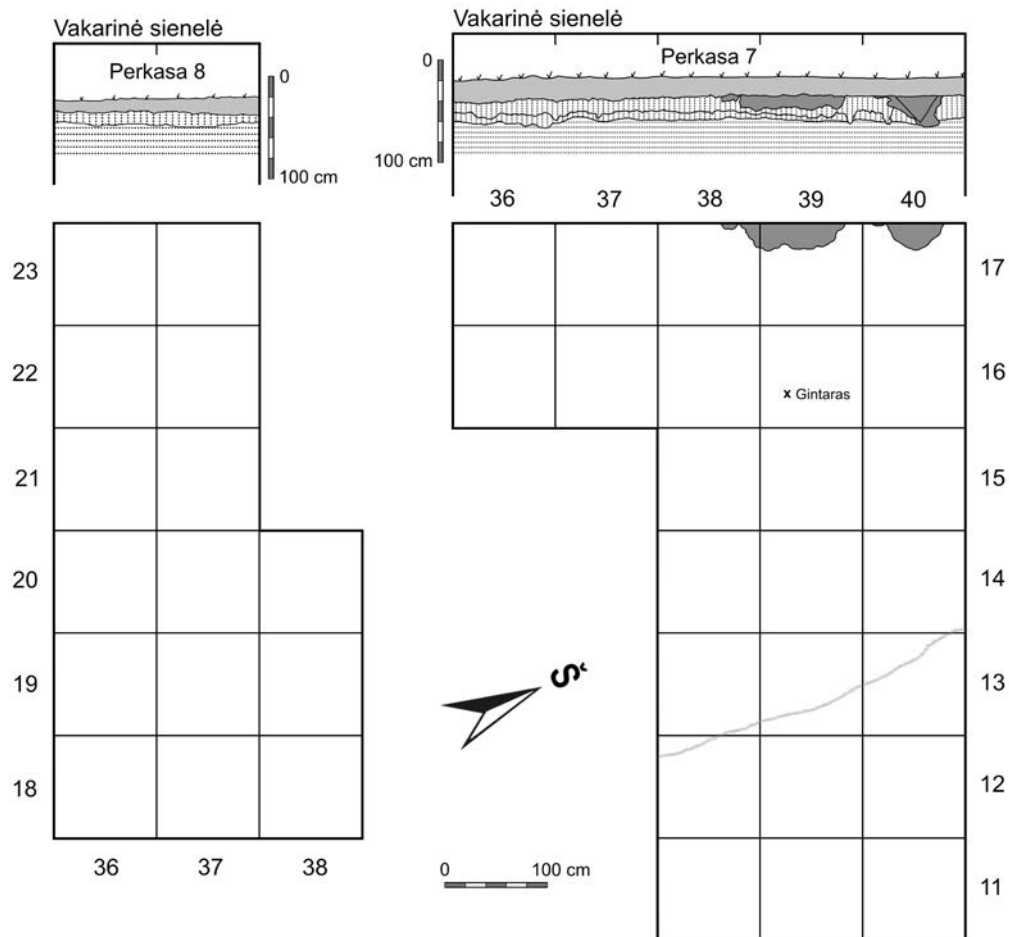 Vakarinė sienelė
Perkasa 8
0
100 cm
Vakarinė sienelė
Perkasa 7
0
100 cm
36 37 38 39 40
23
22
21
20
19
18
36 37 38
17
16
15
14
13
12
11
x Gintaras
Š
0 100 cm